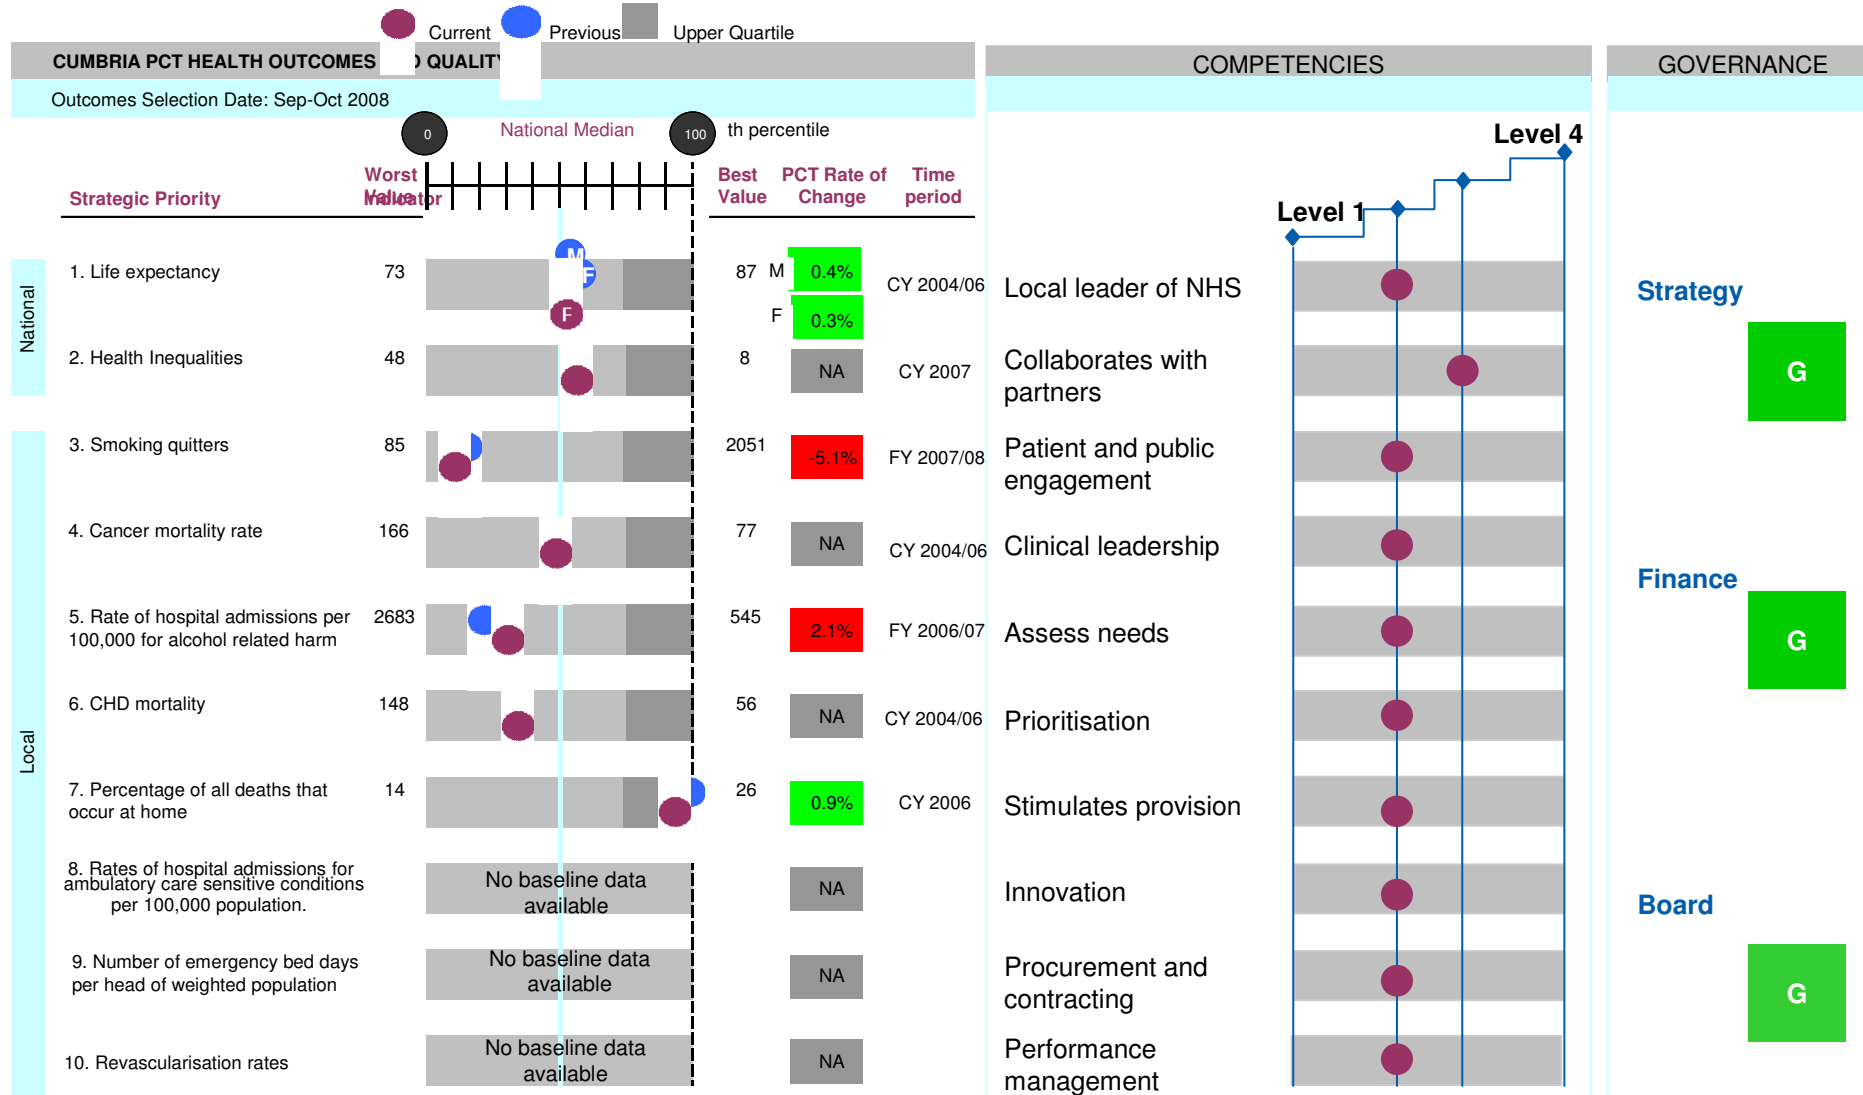 Current
Previous
Upper Quartile
CUMBRIA PCT HEALTH OUTCOMES D QUALITY
COMPETENCIES
GOVERNANCE
Outcomes Selection Date: Sep-Oct 2008
0
National Median
100
th percentile
Strategic Priority
Worst
Value
Indicator
Best
Value
PCT Rate of
Change
Time
period
Level 4
Level 1
National
1. Life expectancy
73
M
F
F
87
M
0.4%
F
0.3%
CY 2004/06
2. Health Inequalities
48
8
NA
CY 2007
Local
3. Smoking quitters
85
2051
-5.1%
FY 2007/08
4. Cancer mortality rate
166
77
NA
CY 2004/06
5. Rate of hospital admissions per
100,000 for alcohol related harm
2683
545
2.1%
FY 2006/07
6. CHD mortality
148
56
NA
CY 2004/06
7. Percentage of all deaths that
occur at home
14
26
0.9%
CY 2006
8. Rates of hospital admissions for
ambulatory care sensitive conditions
per 100,000 population.
No baseline data
available
NA
9. Number of emergency bed days
per head of weighted population
No baseline data
available
NA
10. Revascularisation rates
No baseline data
available
NA
Local leader of NHS
Collaborates with
partners
Patient and public
engagement
Clinical leadership
Assess needs
Prioritisation
Stimulates provision
Innovation
Procurement and
contracting
Performance
management
Strategy
G
Finance
G
Board
G